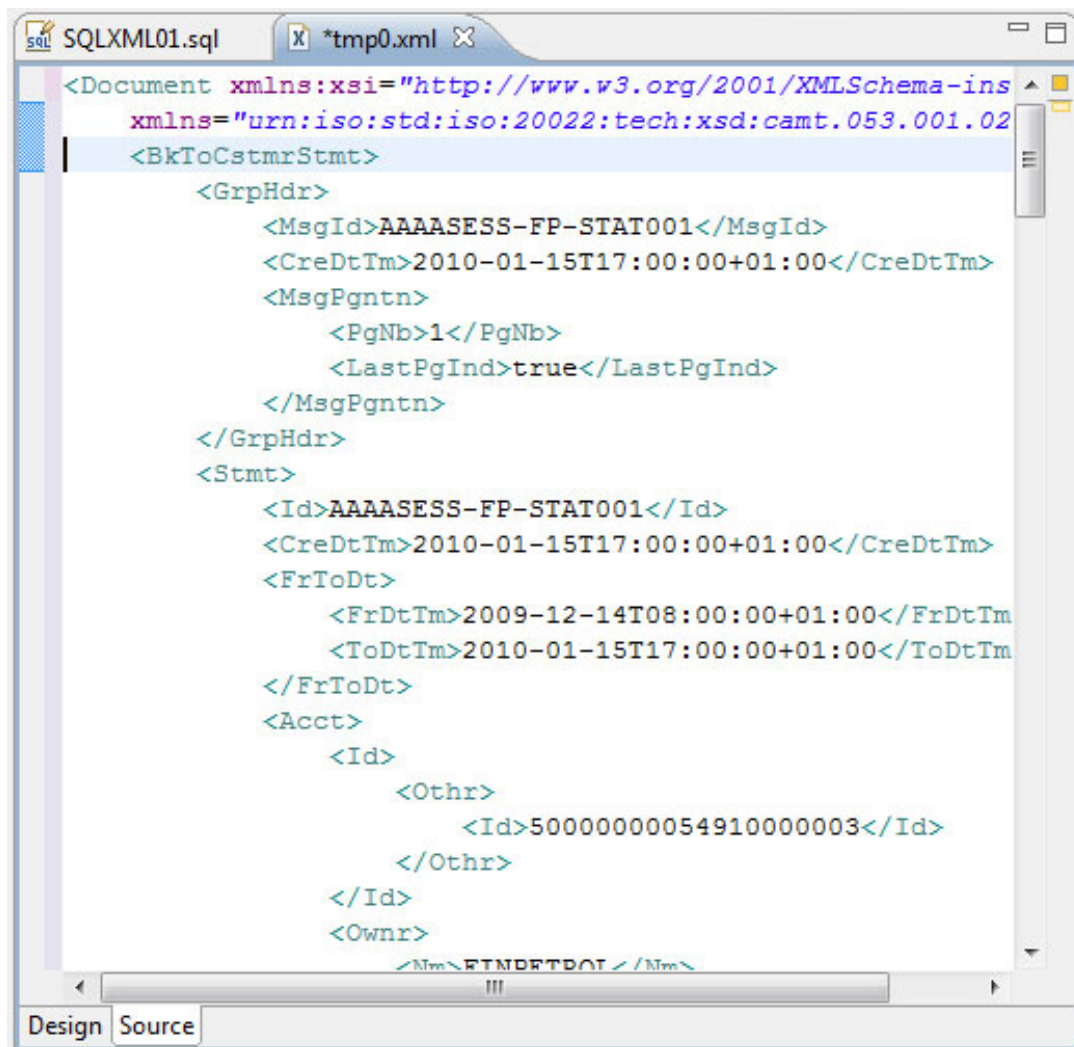 SQLXML01.sql *tmp0.xml
<Document xmlns:xsi="http://www.v3.org/2001/XMLSchema-ins
xmlns="urn:iso:std:iso:20022:tech:xsd:camt.053.001.02
<BkToCstmrStmt>
<GrpHdr>
<MsgId>AAAASESS-FP-STAT001</MsgId>
<CreDtTm>2010-01-15T17:00:00+01:00</CreDtTm>
<MsgPgntn>
<PgNb>1</PgNb>
<LastPgInd>true</LastPgInd>
</MsgPgntn>
</GrpHdr>
<Stmt>
<Id>AAAASESS-FP-STAT001</Id>
<CreDtTm>2010-01-15T17:00:00+01:00</CreDtTm>
<FrToDt>
<FrDtTm>2009-12-14T08:00:00+01:00</FrDtTm
<ToDtTm>2010-01-15T17:00:00+01:00</ToDtTm
</FrToDt>
<Acct>
<Id>
<Othr>
<Id>50000000054910000003</Id>
</Othr>
</Id>
<Ownr>
<Nm>FINPETROL</Nm>
Design Source